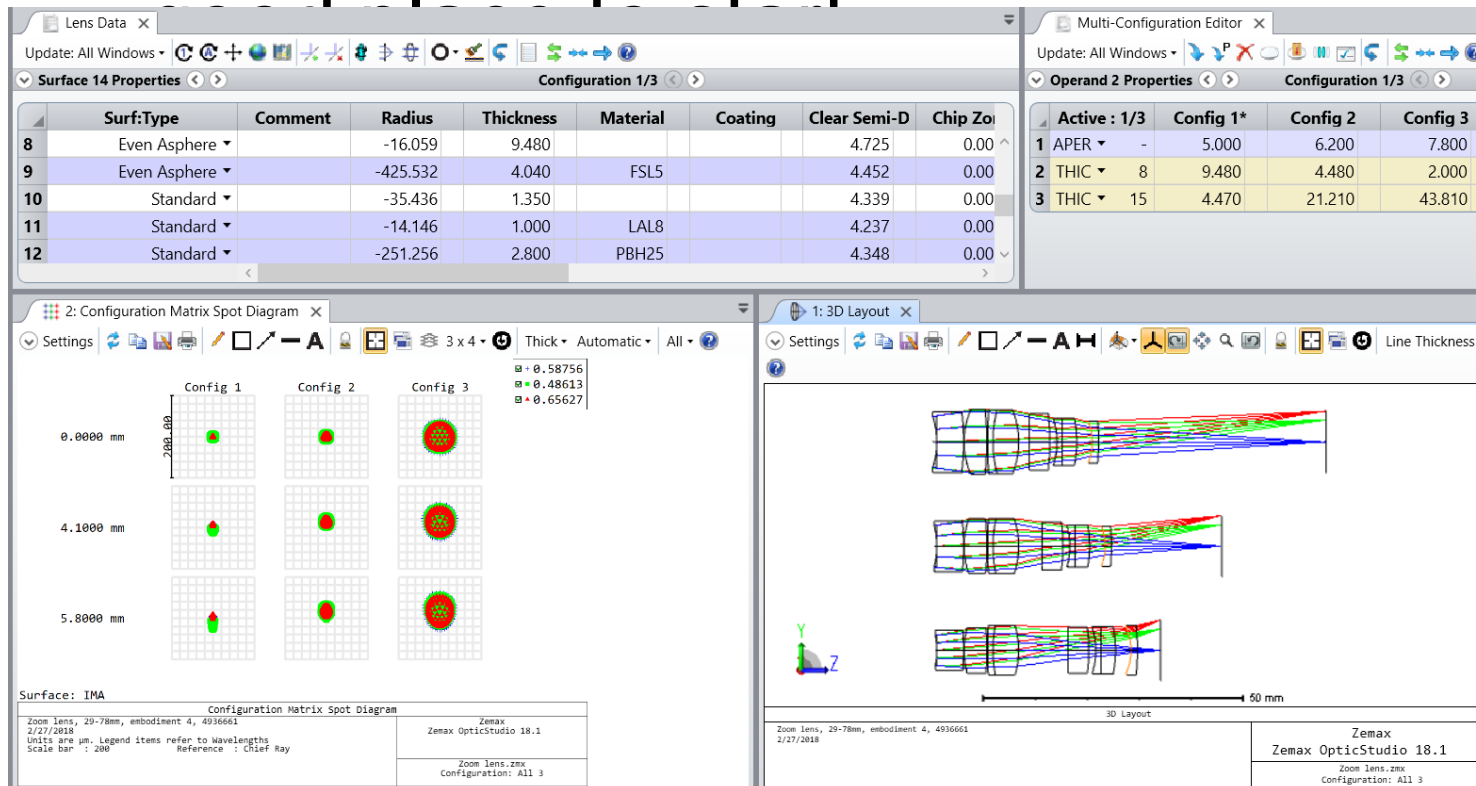 Lens Data
Update: All Windows
Surface 14 Properties Configuration 1/3
Surf:Type Comment Radius Thickness Material Coating Clear Semi-D Chip Zo
8 Even Asphere -16.059 9.480 4.725 0.00
9 Even Asphere -425.532 4.040 FSL5 4.452 0.00
10 Standard -35.436 1.350 4.339 0.00
11 Standard -14.146 1.000 LAL8 4.237 0.00
12 Standard -251.256 2.800 PBH25 4.348 0.00
Multi-Configuration Editor
Update: All Windows
Operand 2 Properties Configuration 1/3
Active : 1/3 Config 1* Config 2 Config 3
1 APER - 5.000 6.200 7.800
2 THIC 8 9.480 4.480 2.000
3 THIC 15 4.470 21.210 43.810
2: Configuration Matrix Spot Diagram
Settings 3 x 4 Thick Automatic All
0.58756
0.48613
0.65627
Config 1 Config 2 Config 3
200.00
0.0000 mm
4.1000 mm
5.8000 mm
Surface: IMA
Configuration Matrix Spot Diagram
Zoom lens, 29-78mm, embodiment 4, 4936661
2/27/2018
Units are µm. Legend items refer to Wavelengths
Scale bar : 200 Reference : Chief Ray
Zemax
Zemax OpticStudio 18.1
Zoom lens.zmx
Configuration: All 3
1: 3D Layout
Settings Line Thickness
Y
Z
50 mm
3D Layout
Zoom lens, 29-78mm, embodiment 4, 4936661
2/27/2018
Zemax
Zemax OpticStudio 18.1
Zoom lens.zmx
Configuration: All 3